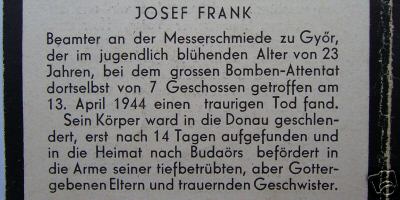 JOSEF FRANK
Beamter an der Messerschmiede zu Győr,
der im jugendlich blühenden Alter von 23
Jahren, bei dem grossen Bomben-Attentat
dortselbst von 7 Geschossen getroffen am
13. April 1944 einen traurigen Tod fand.
Sein Körper ward in die Donau geschlen-
dert, erst nach 14 Tagen aufgefunden und
in die Heimat nach Budaörs befördert in
die Arme seiner tiefbetrübten, aber Gotter-
gebenen Eltern und trauernden Geschwister.